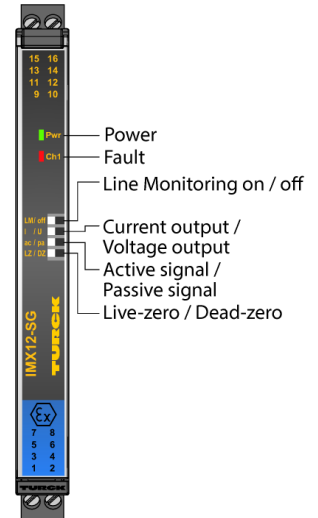 15 16
13 14
11 12
9 10
Pwr
Ch1
Power
Fault
Line Monitoring on / off
LM/ off
I / U
ac / pa
LZ / DZ
Current output /
Voltage output
Active signal /
Passive signal
Live-zero / Dead-zero
IMX12-SG
TURCK
Ex
7 8
5 6
3 4
1 2
TURCK